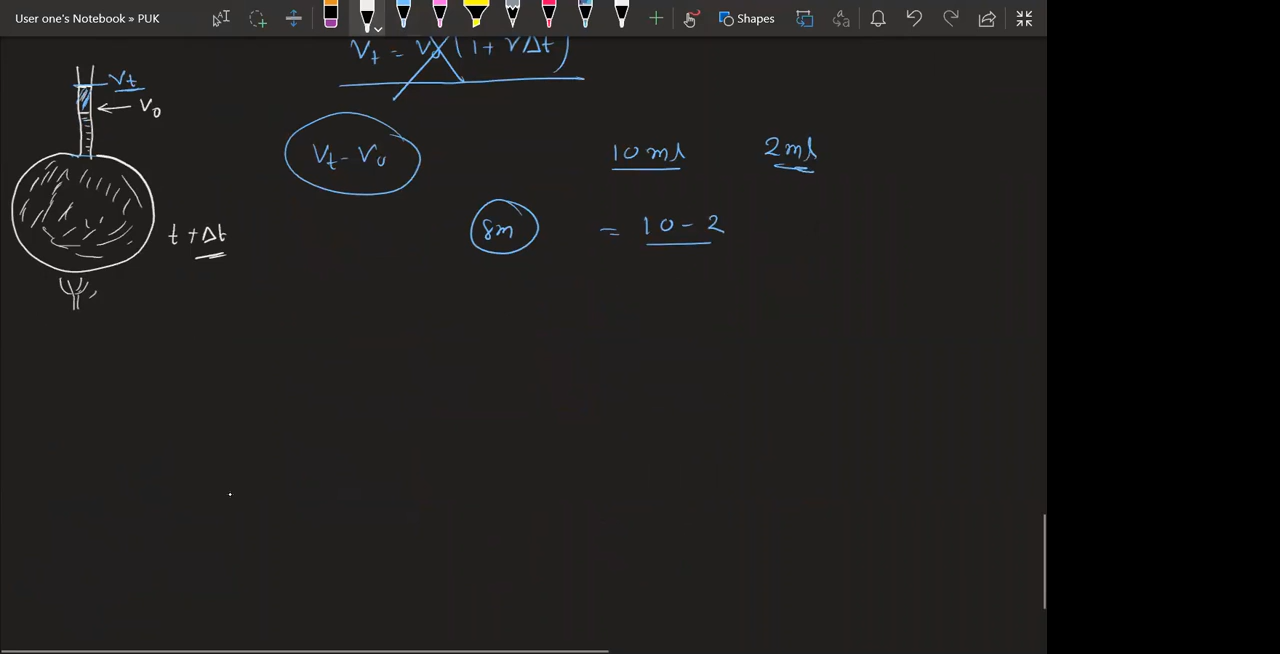 User one's Notebook » PUK
Shapes
Vt = V0 (1 + γΔt)
Vt
V0
Vt - V0
10 ml 2 ml
8m = 10 - 2
t + Δt